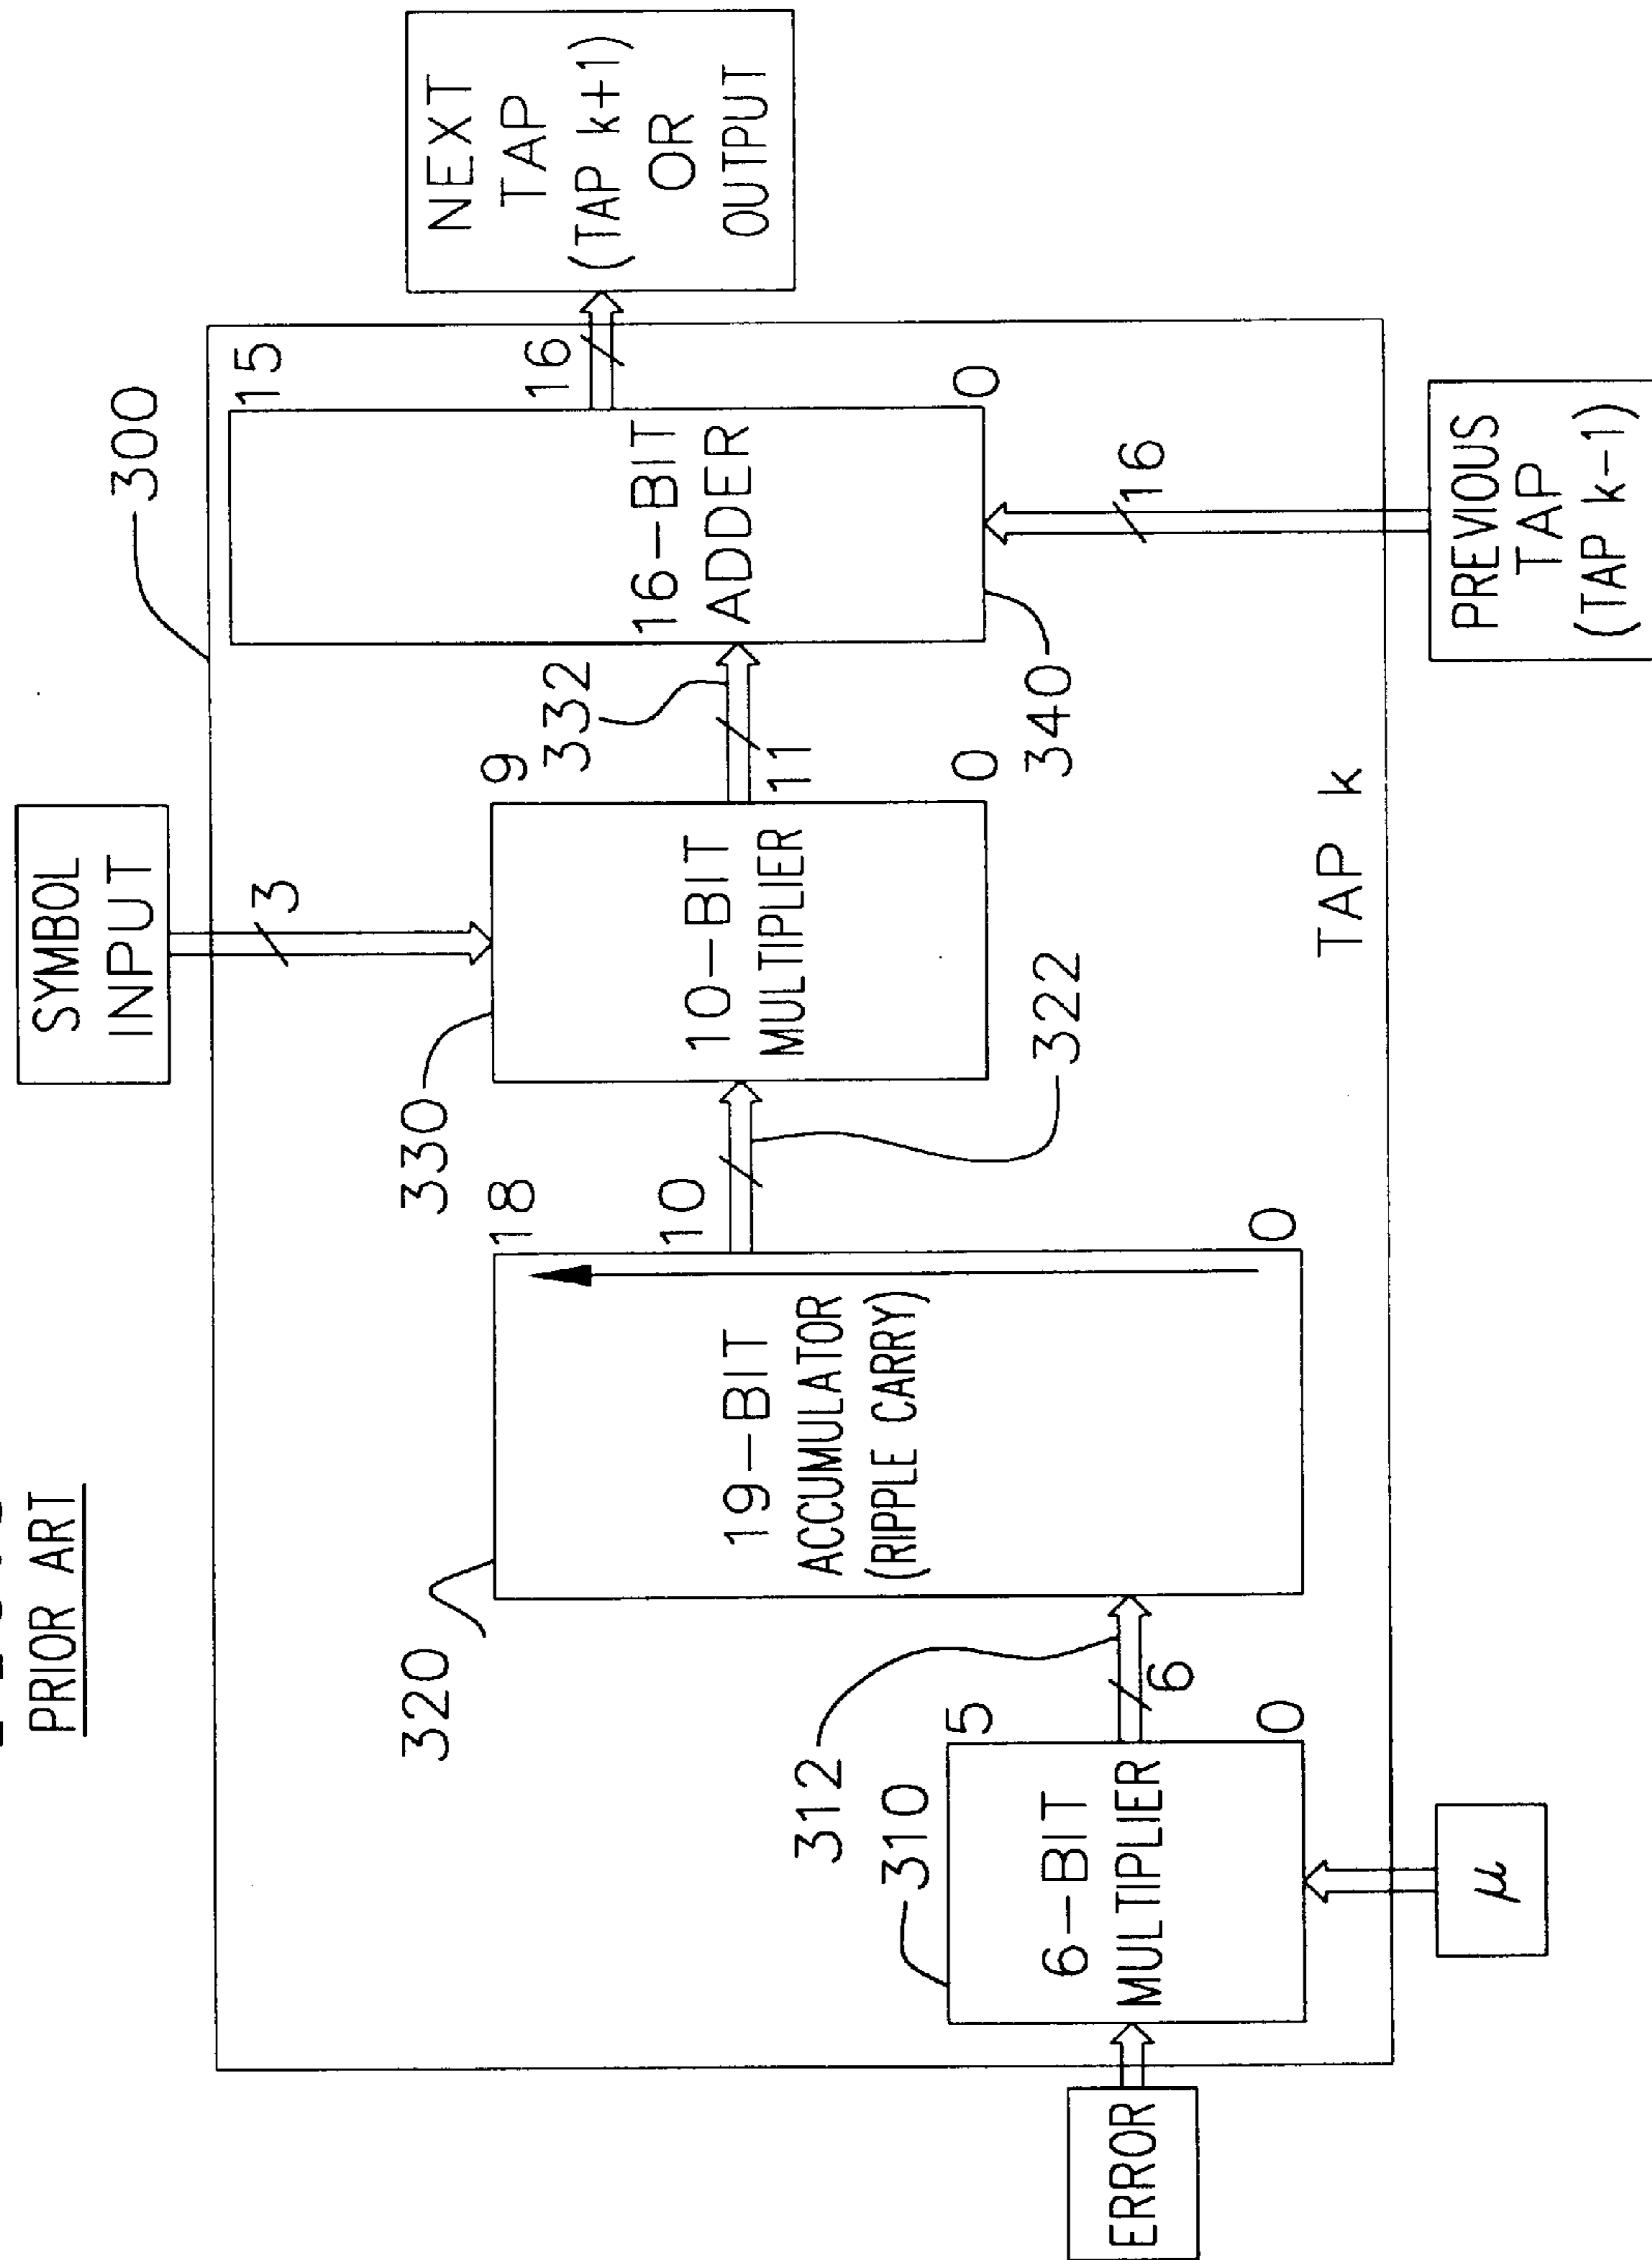 PRIOR ART
SYMBOL
INPUT
3
300
NEXT
TAP
(TAP k+1)
OR
OUTPUT
320
18
19-BIT
ACCUMULATOR
(RIPPLE CARRY)
0
10
322
330
9
10-BIT
MULTIPLIER
0
332
11
15
16-BIT
ADDER
0
16
340
312
310
5
6-BIT
MULTIPLIER
0
6
TAP k
16
ERROR
μ
PREVIOUS
TAP
(TAP k-1)